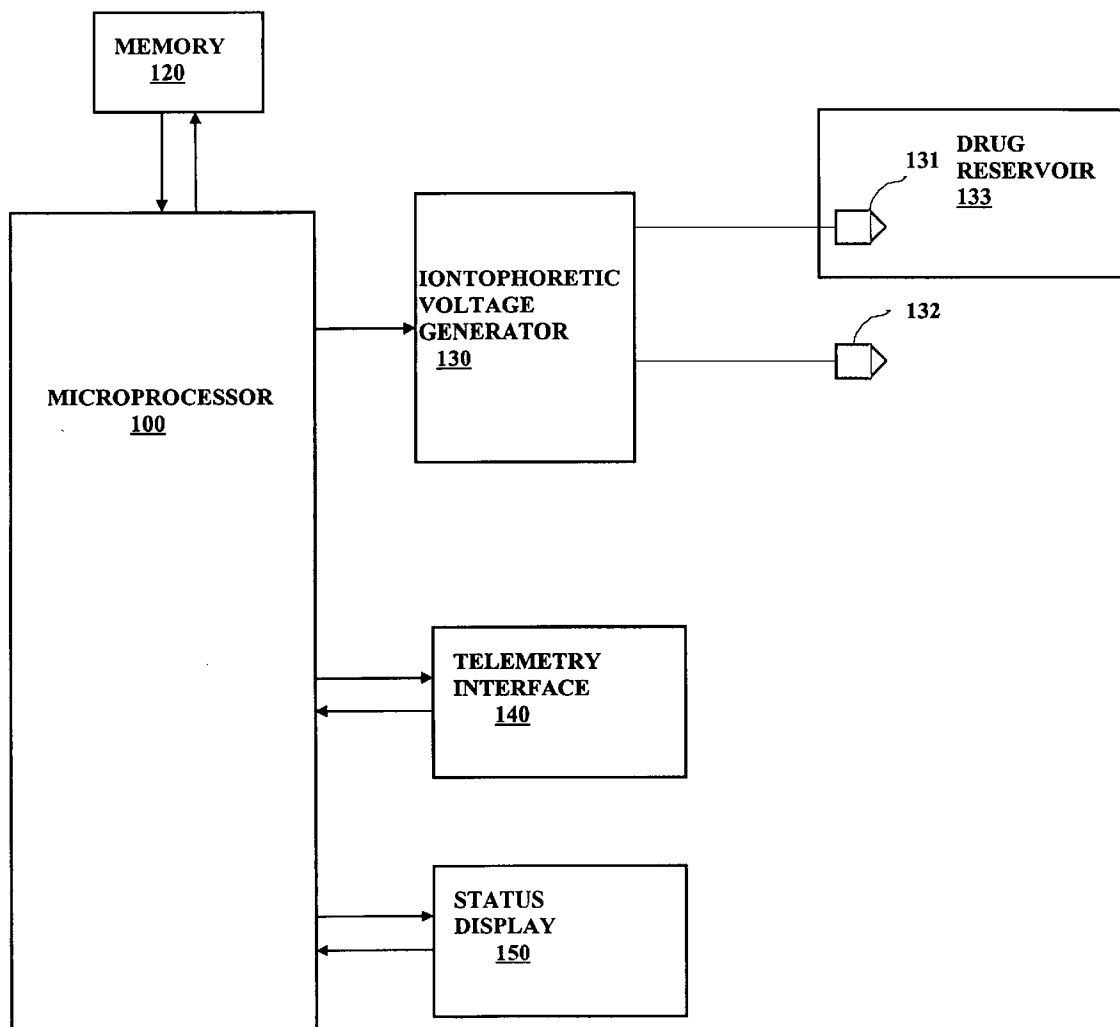 MEMORY
120
DRUG
RESERVOIR
133
131
IONTOPHORETIC
VOLTAGE
GENERATOR
130
132
MICROPROCESSOR
100
TELEMETRY
INTERFACE
140
STATUS
DISPLAY
150